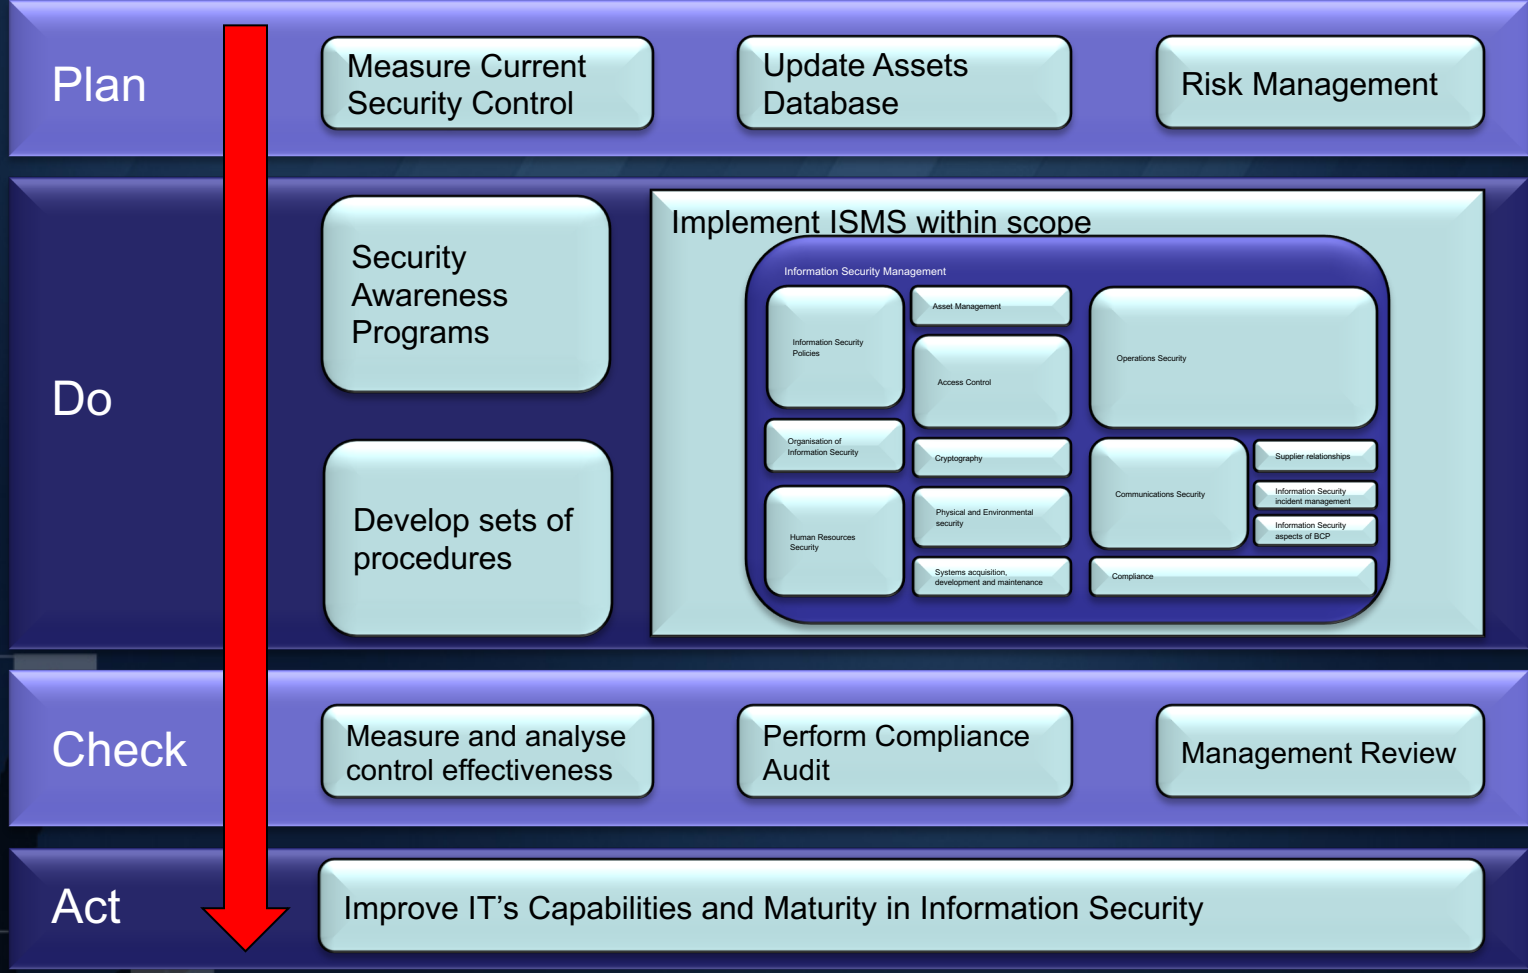 Plan
Measure Current
Security Control
Update Assets
Database
Risk Management
Do
Security
Awareness
Programs
Develop sets of
procedures
Implement ISMS within scope
Information Security Management
Information Security
Policies
Organisation of
Information Security
Human Resources
Security
Asset Management
Access Control
Cryptography
Physical and Environmental
security
Systems acquisition,
development and maintenance
Operations Security
Communications Security
Supplier relationships
Information Security
incident management
Information Security
aspects of BCP
Compliance
Check
Measure and analyse
control effectiveness
Perform Compliance
Audit
Management Review
Act
Improve IT’s Capabilities and Maturity in Information Security